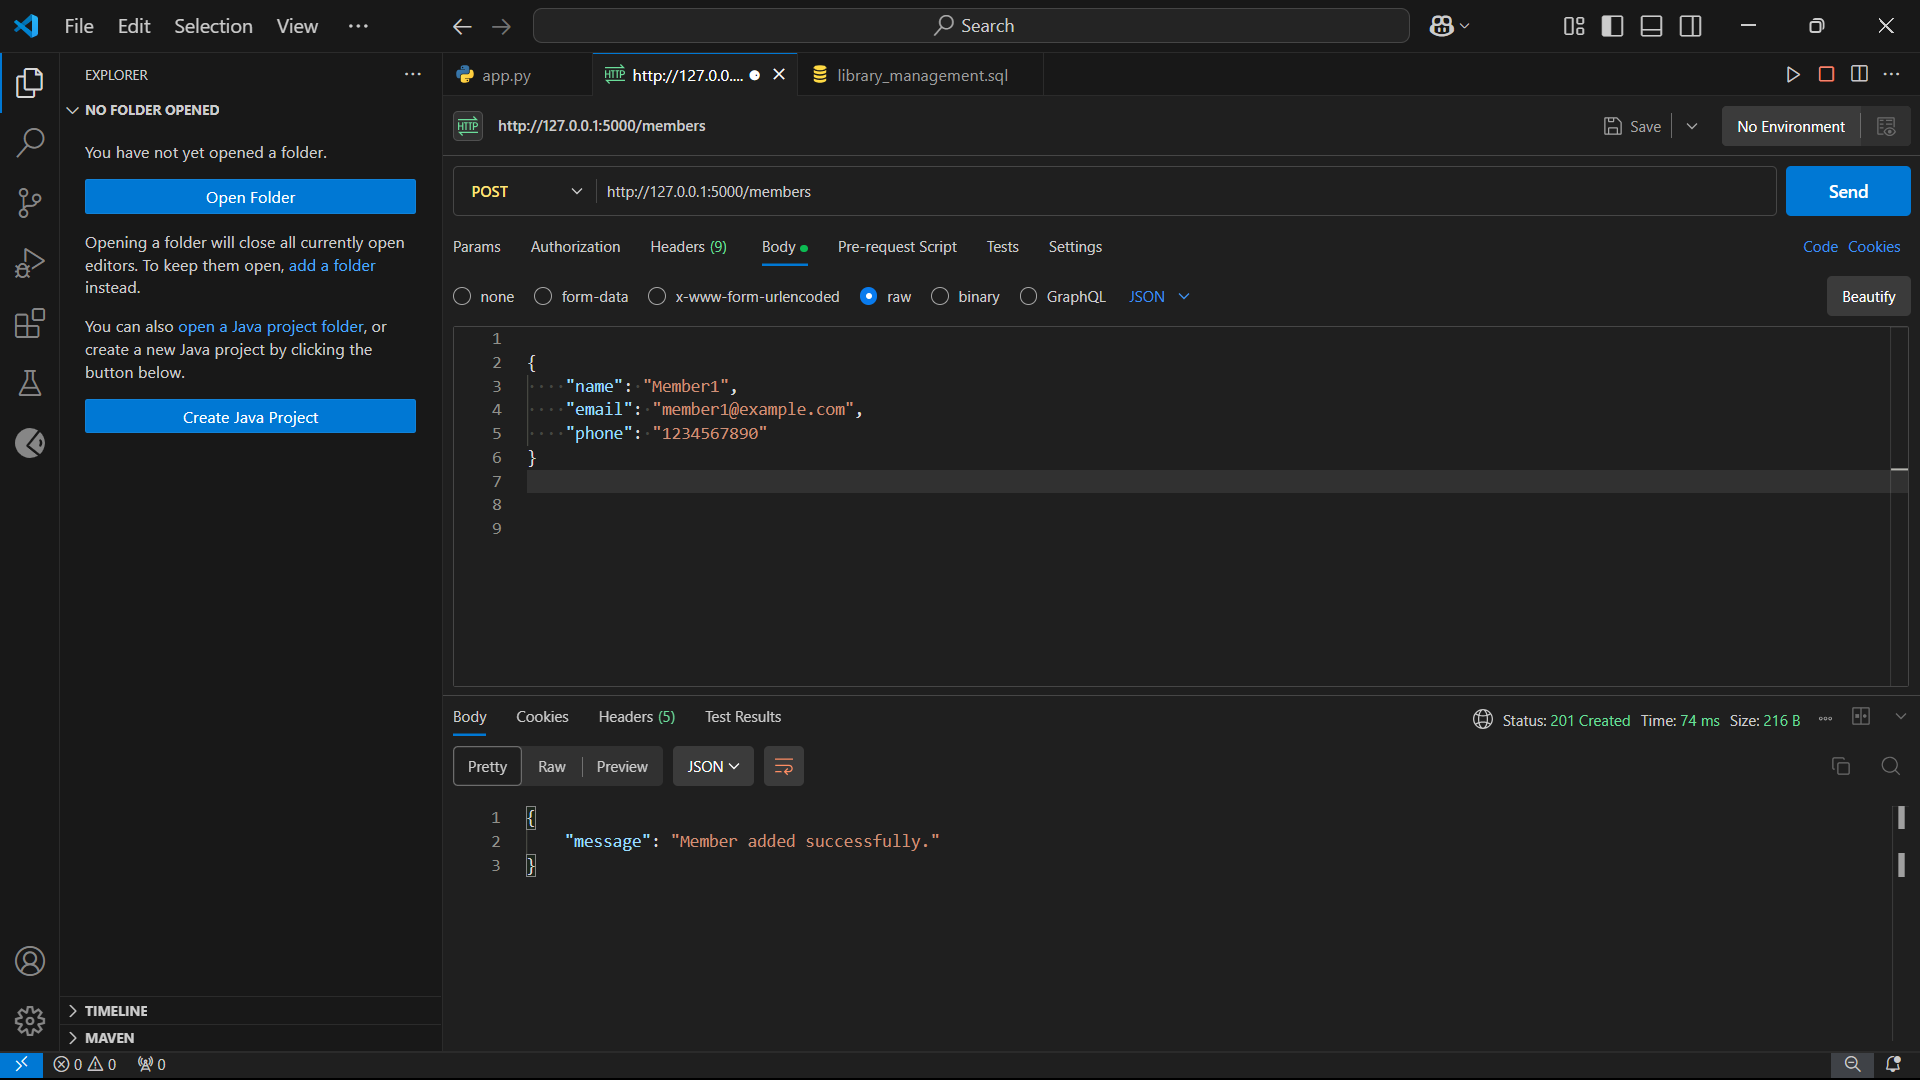 File Edit Selection View ···
Search
EXPLORER ···
NO FOLDER OPENED
You have not yet opened a folder.
Open Folder
Opening a folder will close all currently open
editors. To keep them open, add a folder
instead.
You can also open a Java project folder, or
create a new Java project by clicking the
button below.
Create Java Project
TIMELINE
MAVEN
app.py
HTTP http://127.0.0....
library_management.sql
HTTP http://127.0.0.1:5000/members
Save
No Environment
POST http://127.0.0.1:5000/members
Send
Params Authorization Headers (9) Body Pre-request Script Tests Settings
Code Cookies
none form-data x-www-form-urlencoded raw binary GraphQL JSON
Beautify
1
2 {
3 "name": "Member1",
4 "email": "member1@example.com",
5 "phone": "1234567890"
6 }
7
8
9
Body Cookies Headers (5) Test Results
Status: 201 Created Time: 74 ms Size: 216 B
Pretty Raw Preview JSON
1 {
2 "message": "Member added successfully."
3 }
0 0 0